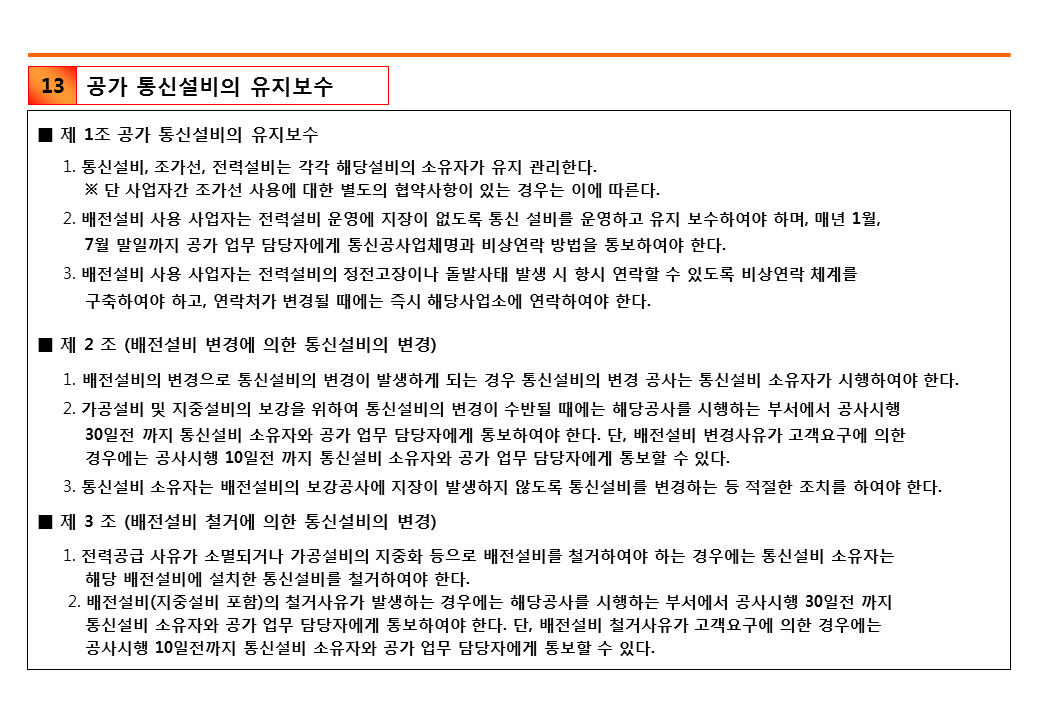 13 공가 통신설비의 유지보수
■ 제 1조 공가 통신설비의 유지보수
1. 통신설비, 조가선, 전력설비는 각각 해당설비의 소유자가 유지 관리한다.
※ 단 사업자간 조가선 사용에 대한 별도의 협약사항이 있는 경우는 이에 따른다.
2. 배전설비 사용 사업자는 전력설비 운영에 지장이 없도록 통신 설비를 운영하고 유지 보수하여야 하며, 매년 1월,
7월 말일까지 공가 업무 담당자에게 통신공사업체명과 비상연락 방법을 통보하여야 한다.
3. 배전설비 사용 사업자는 전력설비의 정전고장이나 돌발사태 발생 시 항시 연락할 수 있도록 비상연락 체계를
구축하여야 하고, 연락처가 변경될 때에는 즉시 해당사업소에 연락하여야 한다.
■ 제 2 조 (배전설비 변경에 의한 통신설비의 변경)
1. 배전설비의 변경으로 통신설비의 변경이 발생하게 되는 경우 통신설비의 변경 공사는 통신설비 소유자가 시행하여야 한다.
2. 가공설비 및 지중설비의 보강을 위하여 통신설비의 변경이 수반될 때에는 해당공사를 시행하는 부서에서 공사시행
30일전 까지 통신설비 소유자와 공가 업무 담당자에게 통보하여야 한다. 단, 배전설비 변경사유가 고객요구에 의한
경우에는 공사시행 10일전 까지 통신설비 소유자와 공가 업무 담당자에게 통보할 수 있다.
3. 통신설비 소유자는 배전설비의 보강공사에 지장이 발생하지 않도록 통신설비를 변경하는 등 적절한 조치를 하여야 한다.
■ 제 3 조 (배전설비 철거에 의한 통신설비의 변경)
1. 전력공급 사유가 소멸되거나 가공설비의 지중화 등으로 배전설비를 철거하여야 하는 경우에는 통신설비 소유자는
해당 배전설비에 설치한 통신설비를 철거하여야 한다.
2. 배전설비(지중설비 포함)의 철거사유가 발생하는 경우에는 해당공사를 시행하는 부서에서 공사시행 30일전 까지
통신설비 소유자와 공가 업무 담당자에게 통보하여야 한다. 단, 배전설비 철거사유가 고객요구에 의한 경우에는
공사시행 10일전까지 통신설비 소유자와 공가 업무 담당자에게 통보할 수 있다.